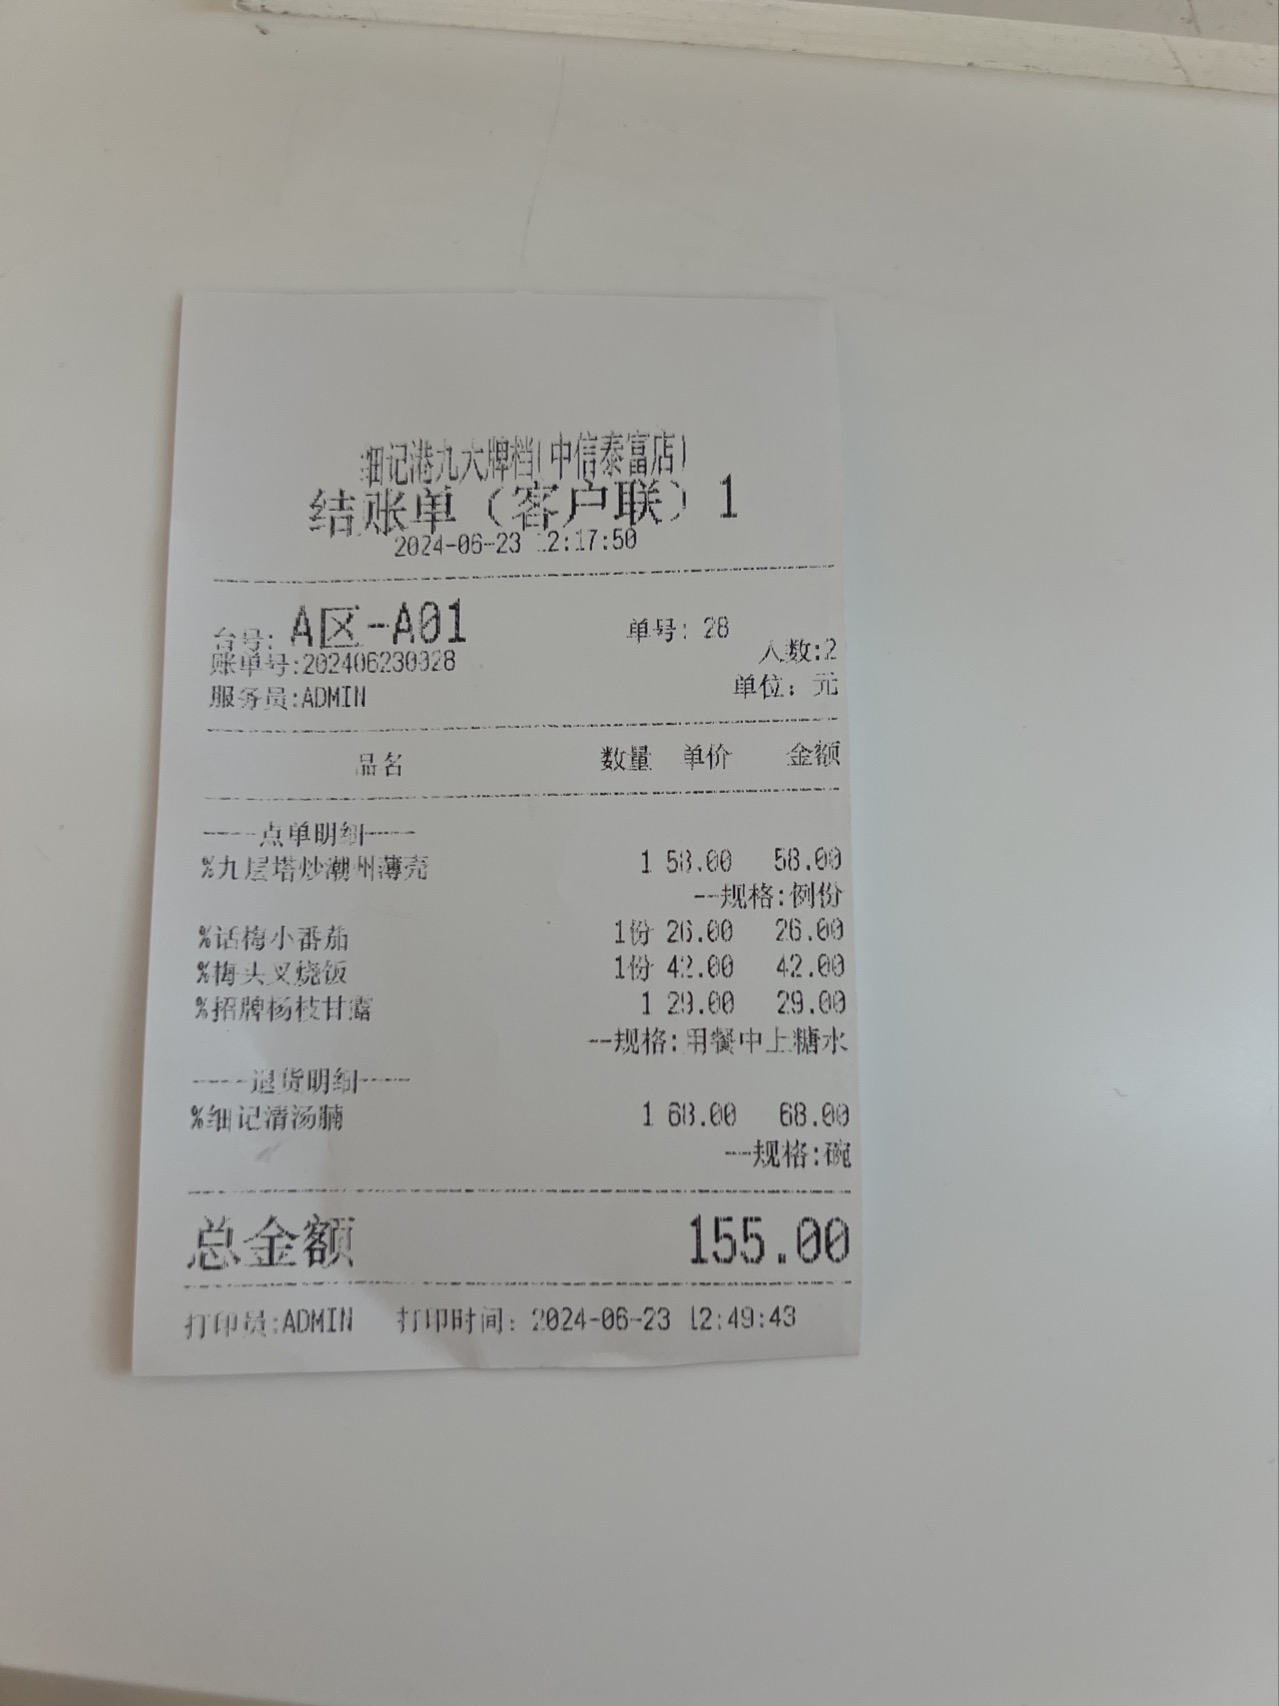 细记港九大牌档(中信泰富店)
结账单（客户联）1
2024-06-23 12:17:50
台号: A区-A01 单号: 28
账单号:202406230028 人数:2
服务员:ADMIN 单位: 元
品名 数量 单价 金额
----点单明细----
%九层塔炒潮州薄壳 1 58.00 58.00
--规格:例份
%话梅小番茄 1份 26.00 26.00
%梅头叉烧饭 1份 42.00 42.00
%招牌杨枝甘露 1 29.00 29.00
--规格:用餐中上糖水
----退货明细----
%细记清汤腩 1 68.00 68.00
--规格:碗
总金额 155.00
打印员:ADMIN 打印时间: 2024-06-23 12:49:43